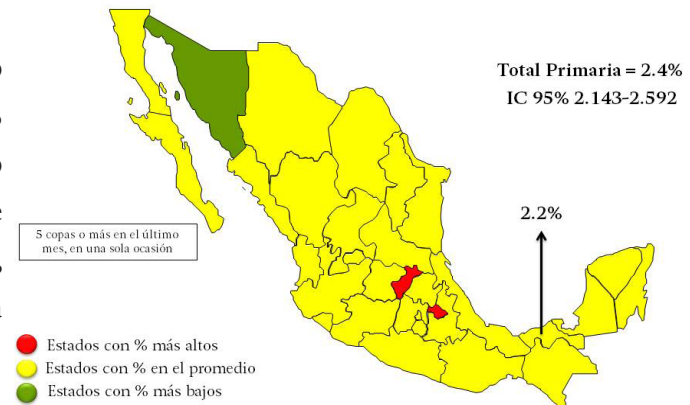 Total Primaria = 2.4%
IC 95% 2.143-2.592
2.2%
5 copas o más en el último
mes, en una sola ocasión
Estados con % más altos
Estados con % en el promedio
Estados con % más bajos